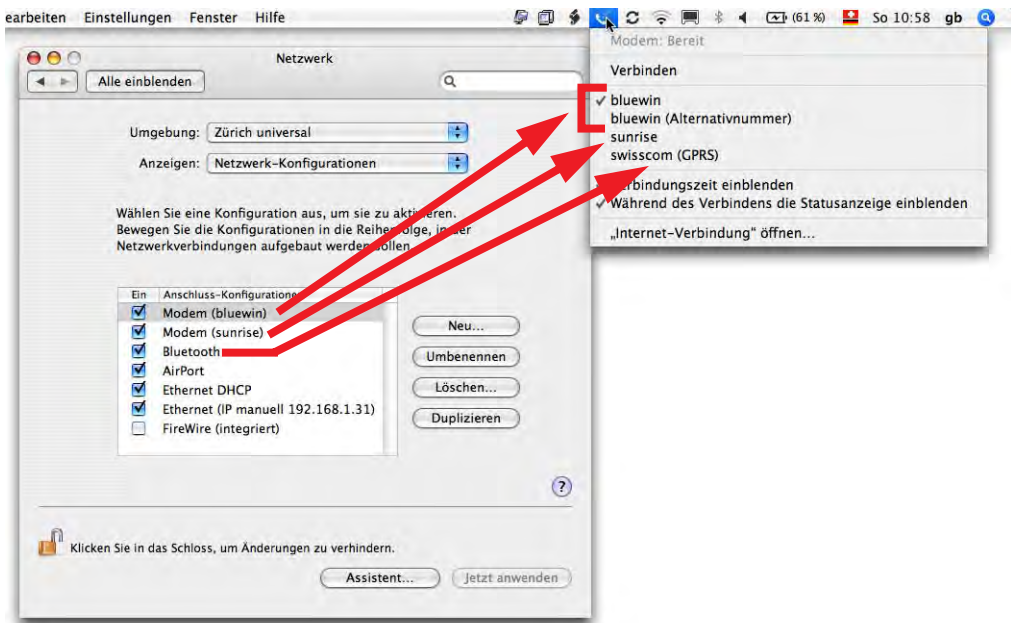 earbeiten Einstellungen Fenster Hilfe
(61 %) So 10:58 gb
Netzwerk
Alle einblenden
Umgebung: Zürich universal
Anzeigen: Netzwerk-Konfigurationen
Wählen Sie eine Konfiguration aus, um sie zu aktivieren.
Bewegen Sie die Konfigurationen in die Reihenfolge, in der
Netzwerkverbindungen aufgebaut werden sollen.
Ein Anschluss-Konfigurationen
Modem (bluewin)
Modem (sunrise)
Bluetooth
AirPort
Ethernet DHCP
Ethernet (IP manuell 192.168.1.31)
FireWire (integriert)
Neu...
Umbenennen
Löschen...
Duplizieren
?
Klicken Sie in das Schloss, um Änderungen zu verhindern.
Assistent...
Jetzt anwenden
Modem: Bereit
Verbinden
bluewin
bluewin (Alternativnummer)
sunrise
swisscom (GPRS)
Verbindungszeit einblenden
Während des Verbindens die Statusanzeige einblenden
„Internet-Verbindung“ öffnen...